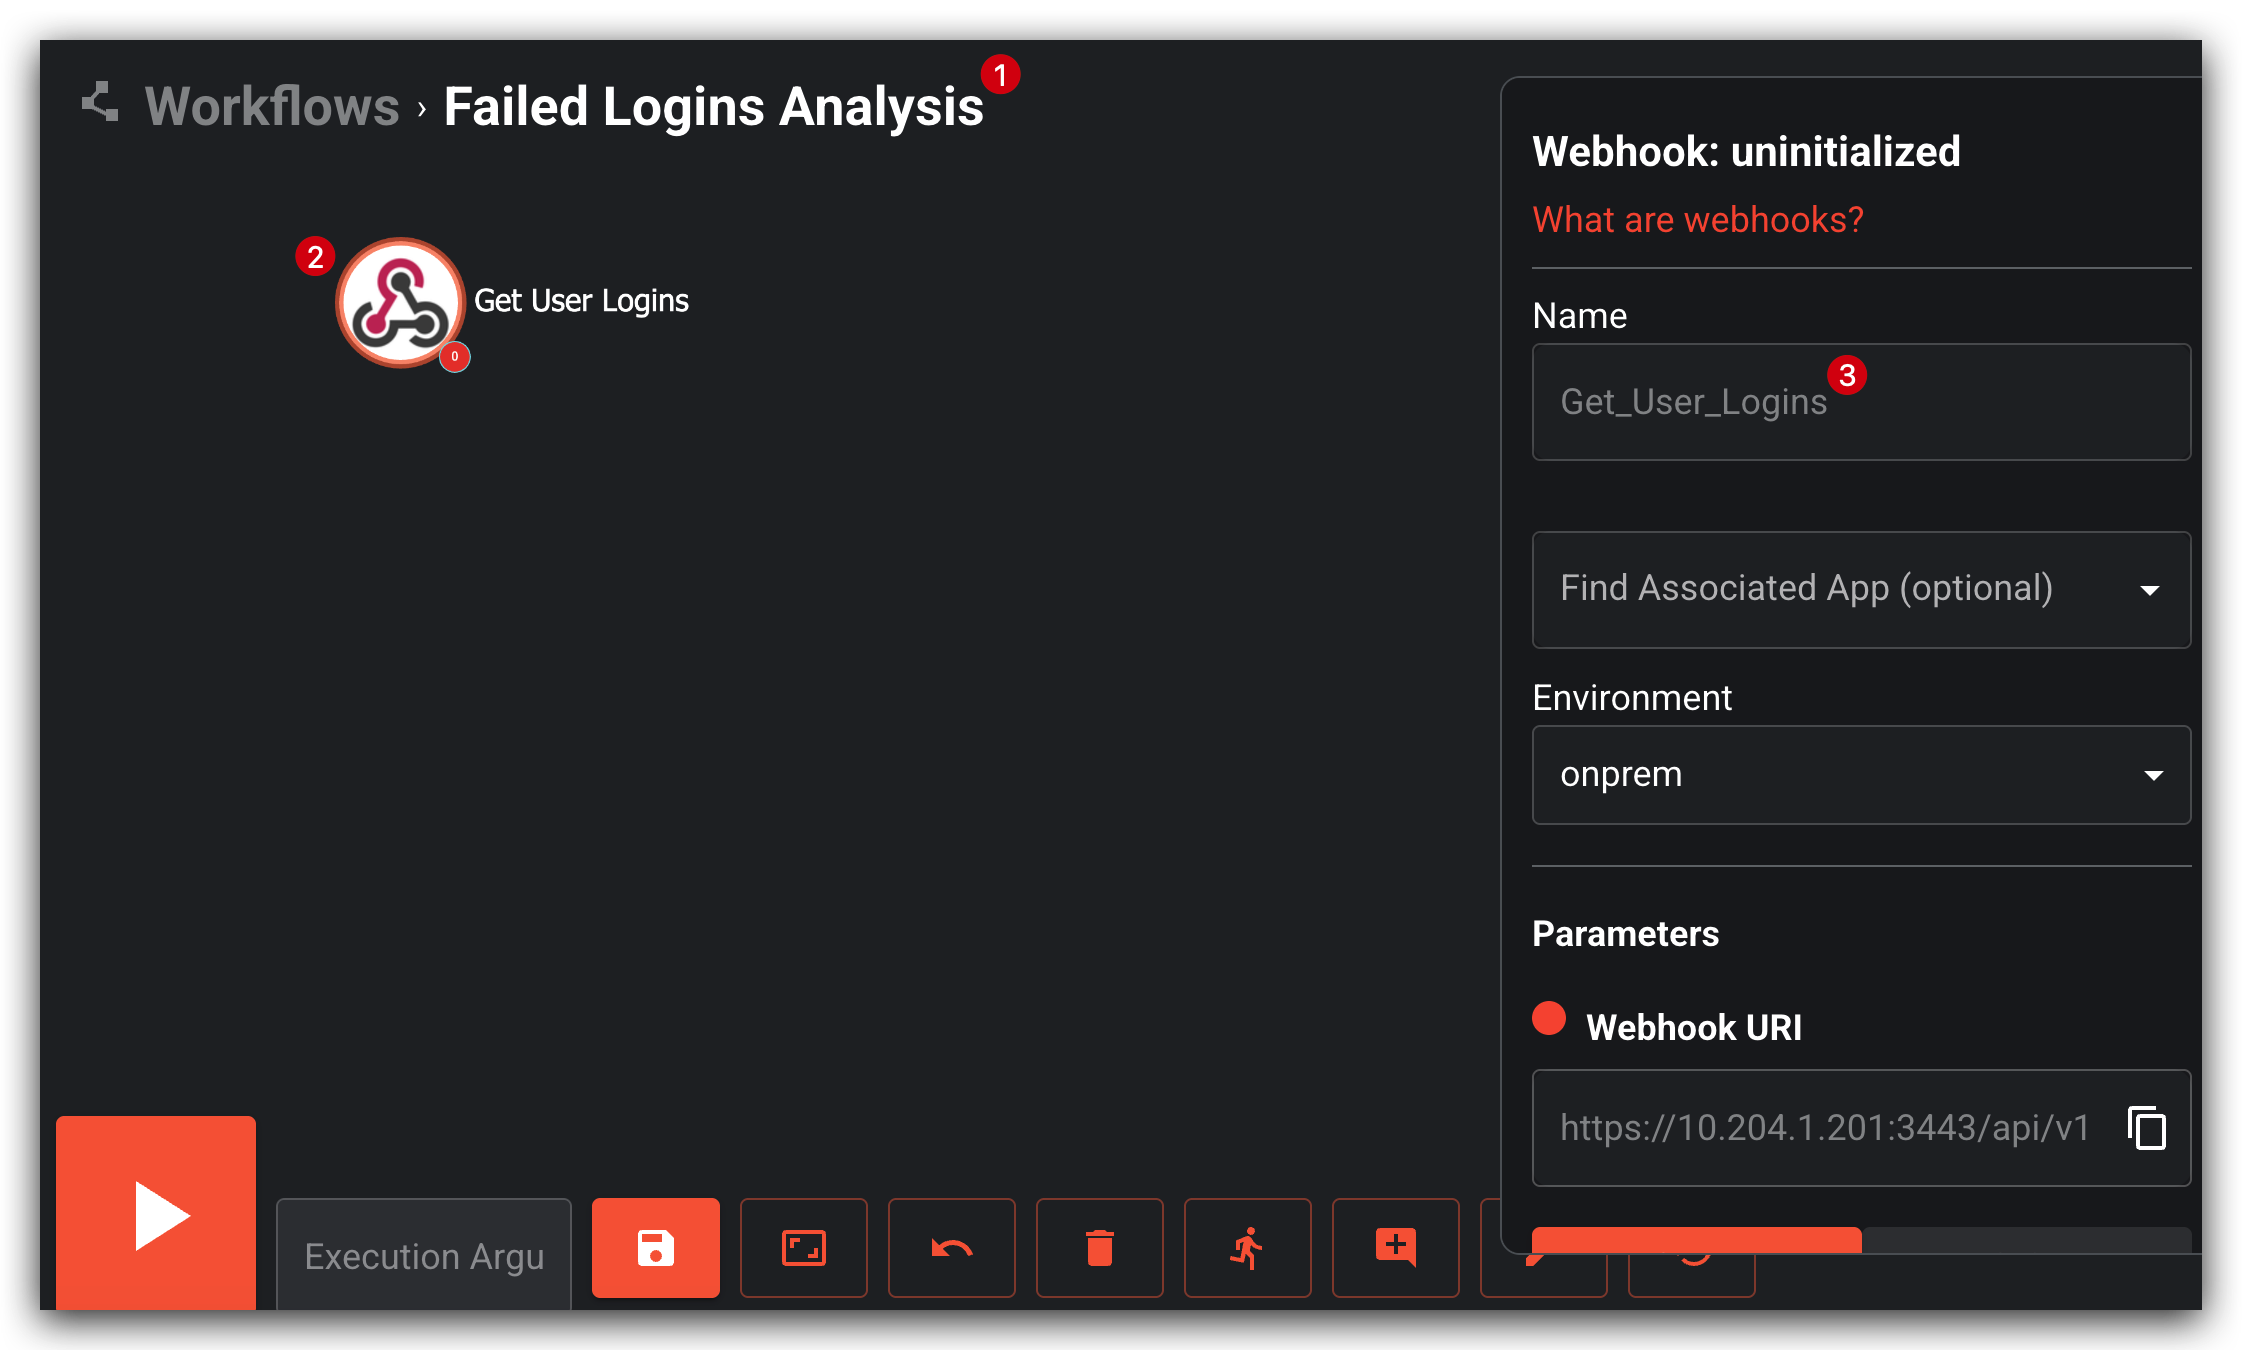 Workflows › Failed Logins Analysis 1
2
Get User Logins
0
Webhook: uninitialized
What are webhooks?
Name
Get_User_Logins 3
Find Associated App (optional)
Environment
onprem
Parameters
Webhook URI
https://10.204.1.201:3443/api/v1
Execution Argu